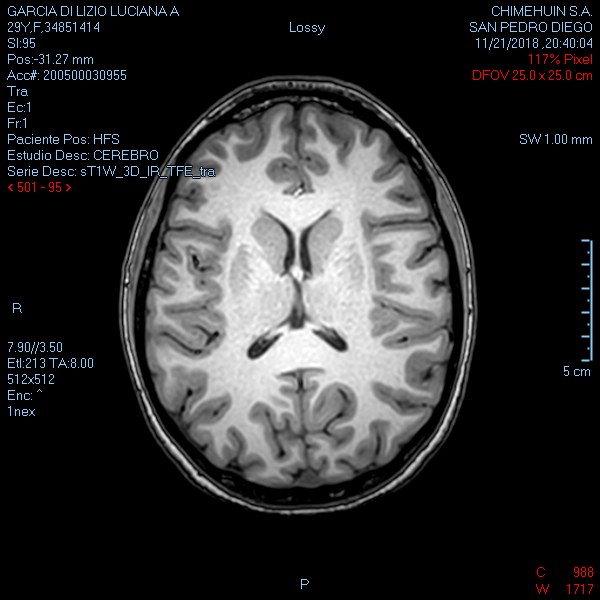 GARCIA DI LIZIO LUCIANA A
29Y,F,34851414
Sl:95
Pos:-31.27 mm
Acc#: 200500030955
Tra
Ec:1
Fr:1
Paciente Pos: HFS
Estudio Desc: CEREBRO
Serie Desc: sT1W_3D_IR_TFE_tra
< 501 - 95 >
Lossy
CHIMEHUIN S.A.
SAN PEDRO DIEGO
11/21/2018 ,20:40:04
117% Pixel
DFOV 25.0 x 25.0 cm
SW 1.00 mm
R
5 cm
7.90//3.50
Etl:213 TA:8.00
512x512
Enc: ^
1nex
P
C 988
W 1717